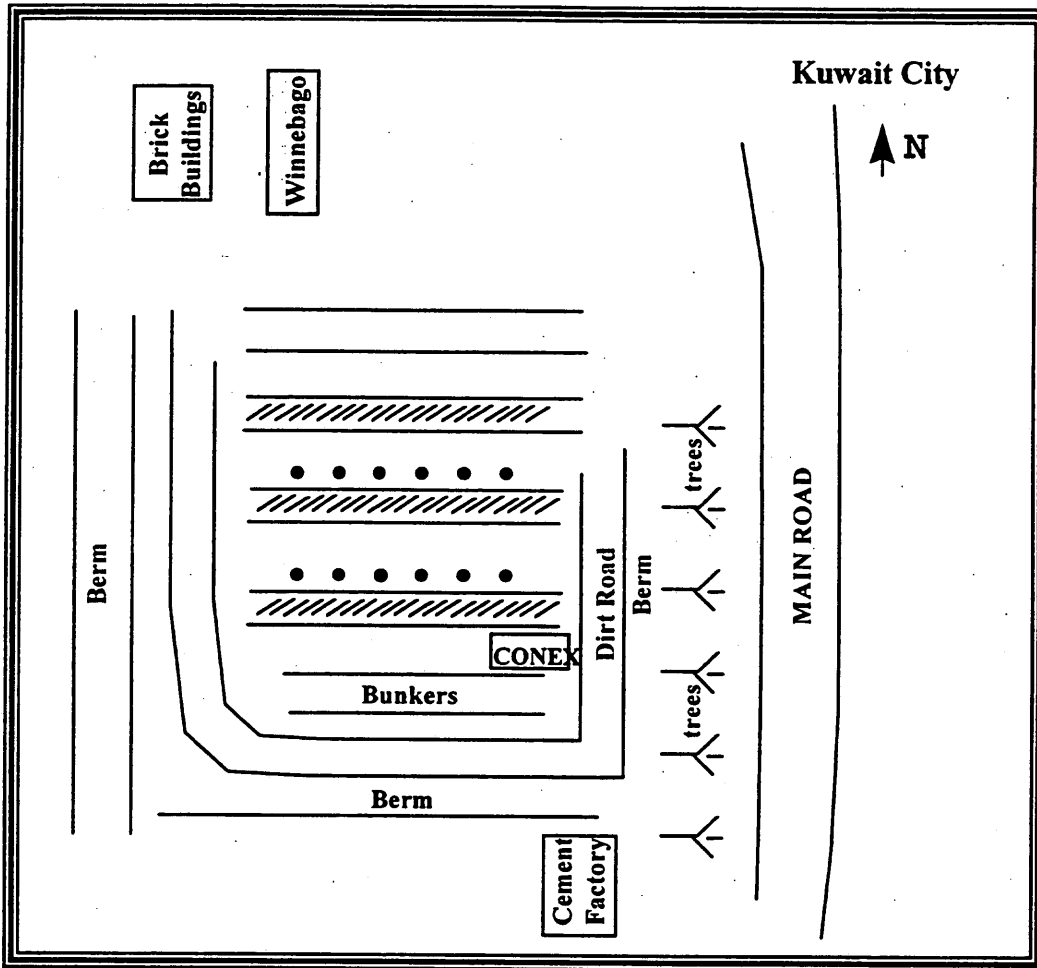 Kuwait City
N
Brick
Buildings
Winnebago
trees
MAIN ROAD
Berm
Dirt Road
Berm
CONEX
Bunkers
trees
Berm
Cement
Factory